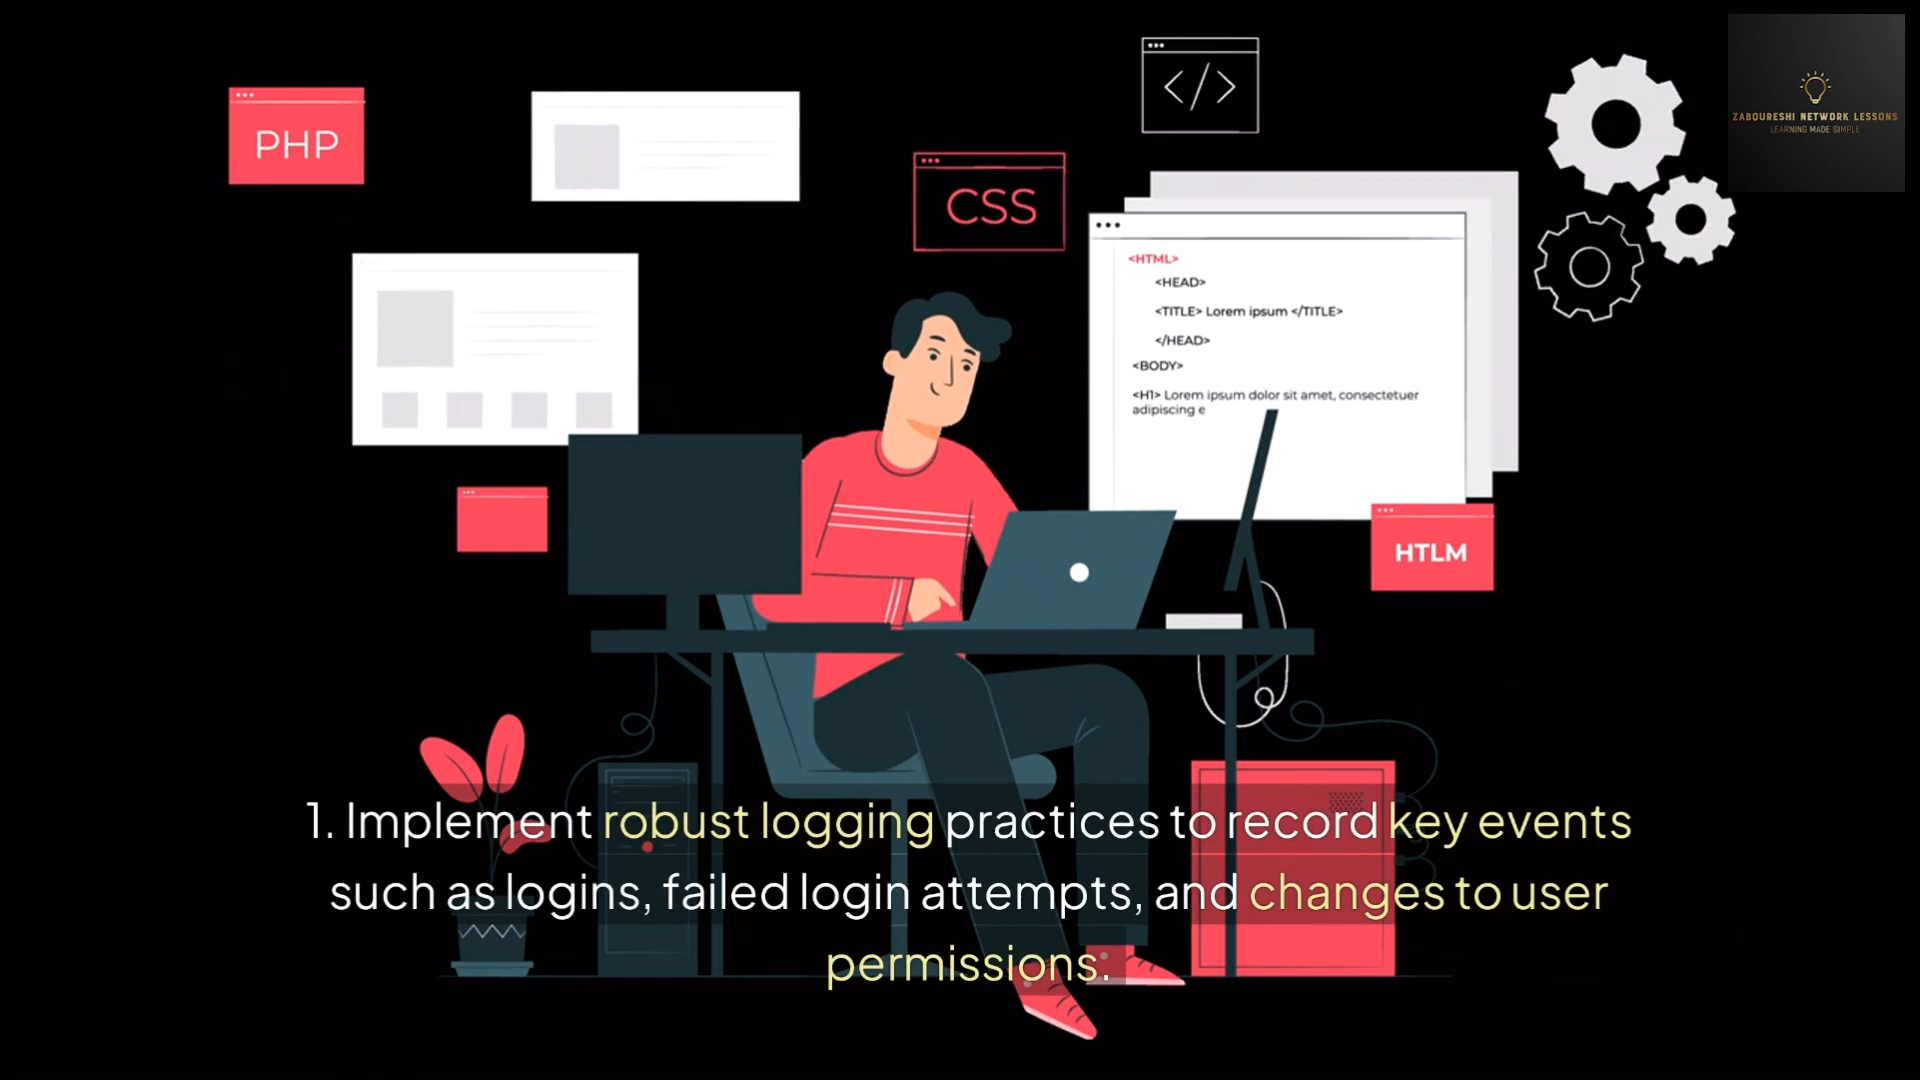 PHP
</>
CSS
ZABQURESHI NETWORK LESSONS
LEARNING MADE SIMPLE
<HTML>
<HEAD>
<TITLE> Lorem ipsum </TITLE>
</HEAD>
<BODY>
<H1> Lorem ipsum dolor sit amet, consectetuer
adipiscing e
HTLM
1. Implement robust logging practices to record key events
such as logins, failed login attempts, and changes to user
permissions.